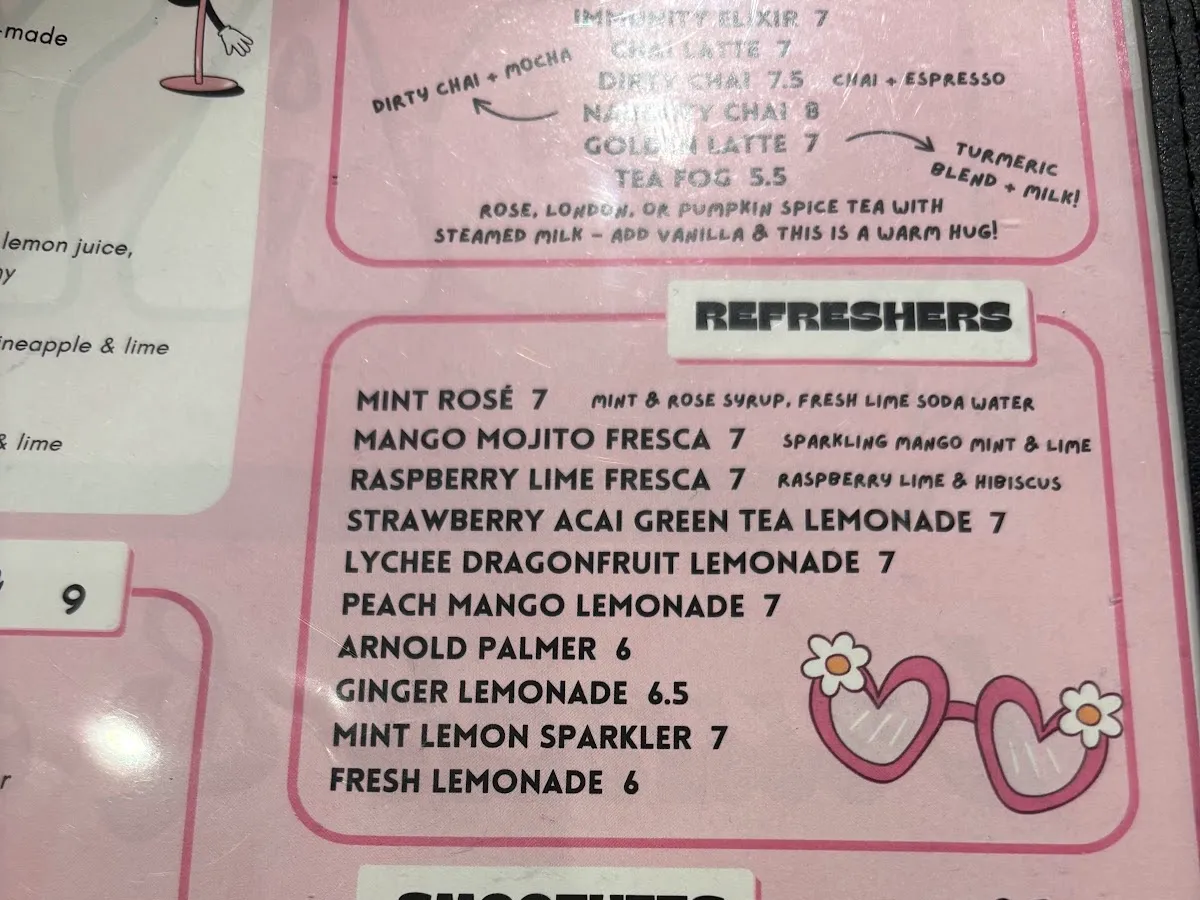 -made
lemon juice,
ineapple & lime
& lime
9
IMMUNITY ELIXIR 7
CHAI LATTE 7
DIRTY CHAI 7.5 CHAI + ESPRESSO
DIRTY CHAI + MOCHA
NAUGHTY CHAI 8
GOLDEN LATTE 7
TURMERIC
BLEND + MILK!
TEA FOG 5.5
ROSE, LONDON, OR PUMPKIN SPICE TEA WITH
STEAMED MILK – ADD VANILLA & THIS IS A WARM HUG!
REFRESHERS
MINT ROSÉ 7 MINT & ROSE SYRUP, FRESH LIME SODA WATER
MANGO MOJITO FRESCA 7 SPARKLING MANGO MINT & LIME
RASPBERRY LIME FRESCA 7 RASPBERRY LIME & HIBISCUS
STRAWBERRY ACAI GREEN TEA LEMONADE 7
LYCHEE DRAGONFRUIT LEMONADE 7
PEACH MANGO LEMONADE 7
ARNOLD PALMER 6
GINGER LEMONADE 6.5
MINT LEMON SPARKLER 7
FRESH LEMONADE 6
SMOOTHIES